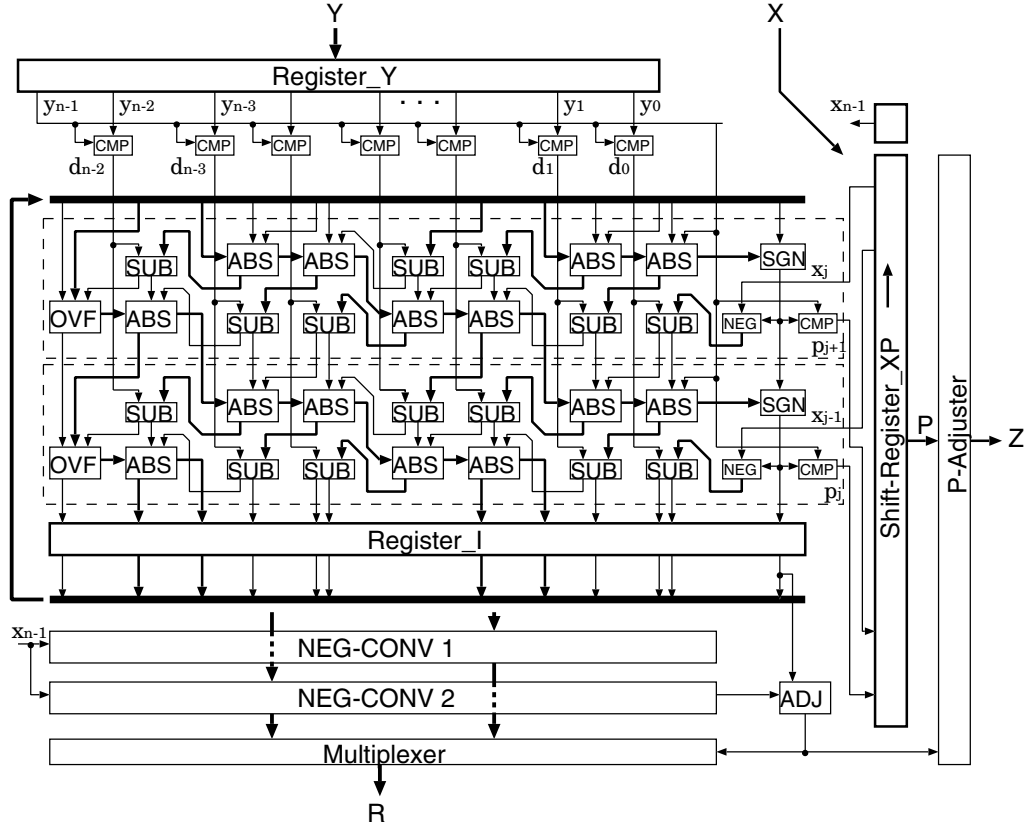 Y X
Register_Y
yn-1 yn-2 yn-3 · · · y1 y0 xn-1
CMP CMP CMP CMP CMP CMP CMP
dn-2 dn-3 d1 d0
ABS ABS ABS ABS SGN
SUB SUB SUB xj
OVF ABS SUB SUB ABS ABS SUB SUB NEG CMP
pj+1
ABS ABS ABS ABS SGN
SUB SUB SUB xj-1
OVF ABS SUB SUB ABS ABS SUB SUB NEG CMP
pj
Register_I
Shift-Register_XP
P
P-Adjuster
Z
xn-1
NEG-CONV 1
NEG-CONV 2
ADJ
Multiplexer
R